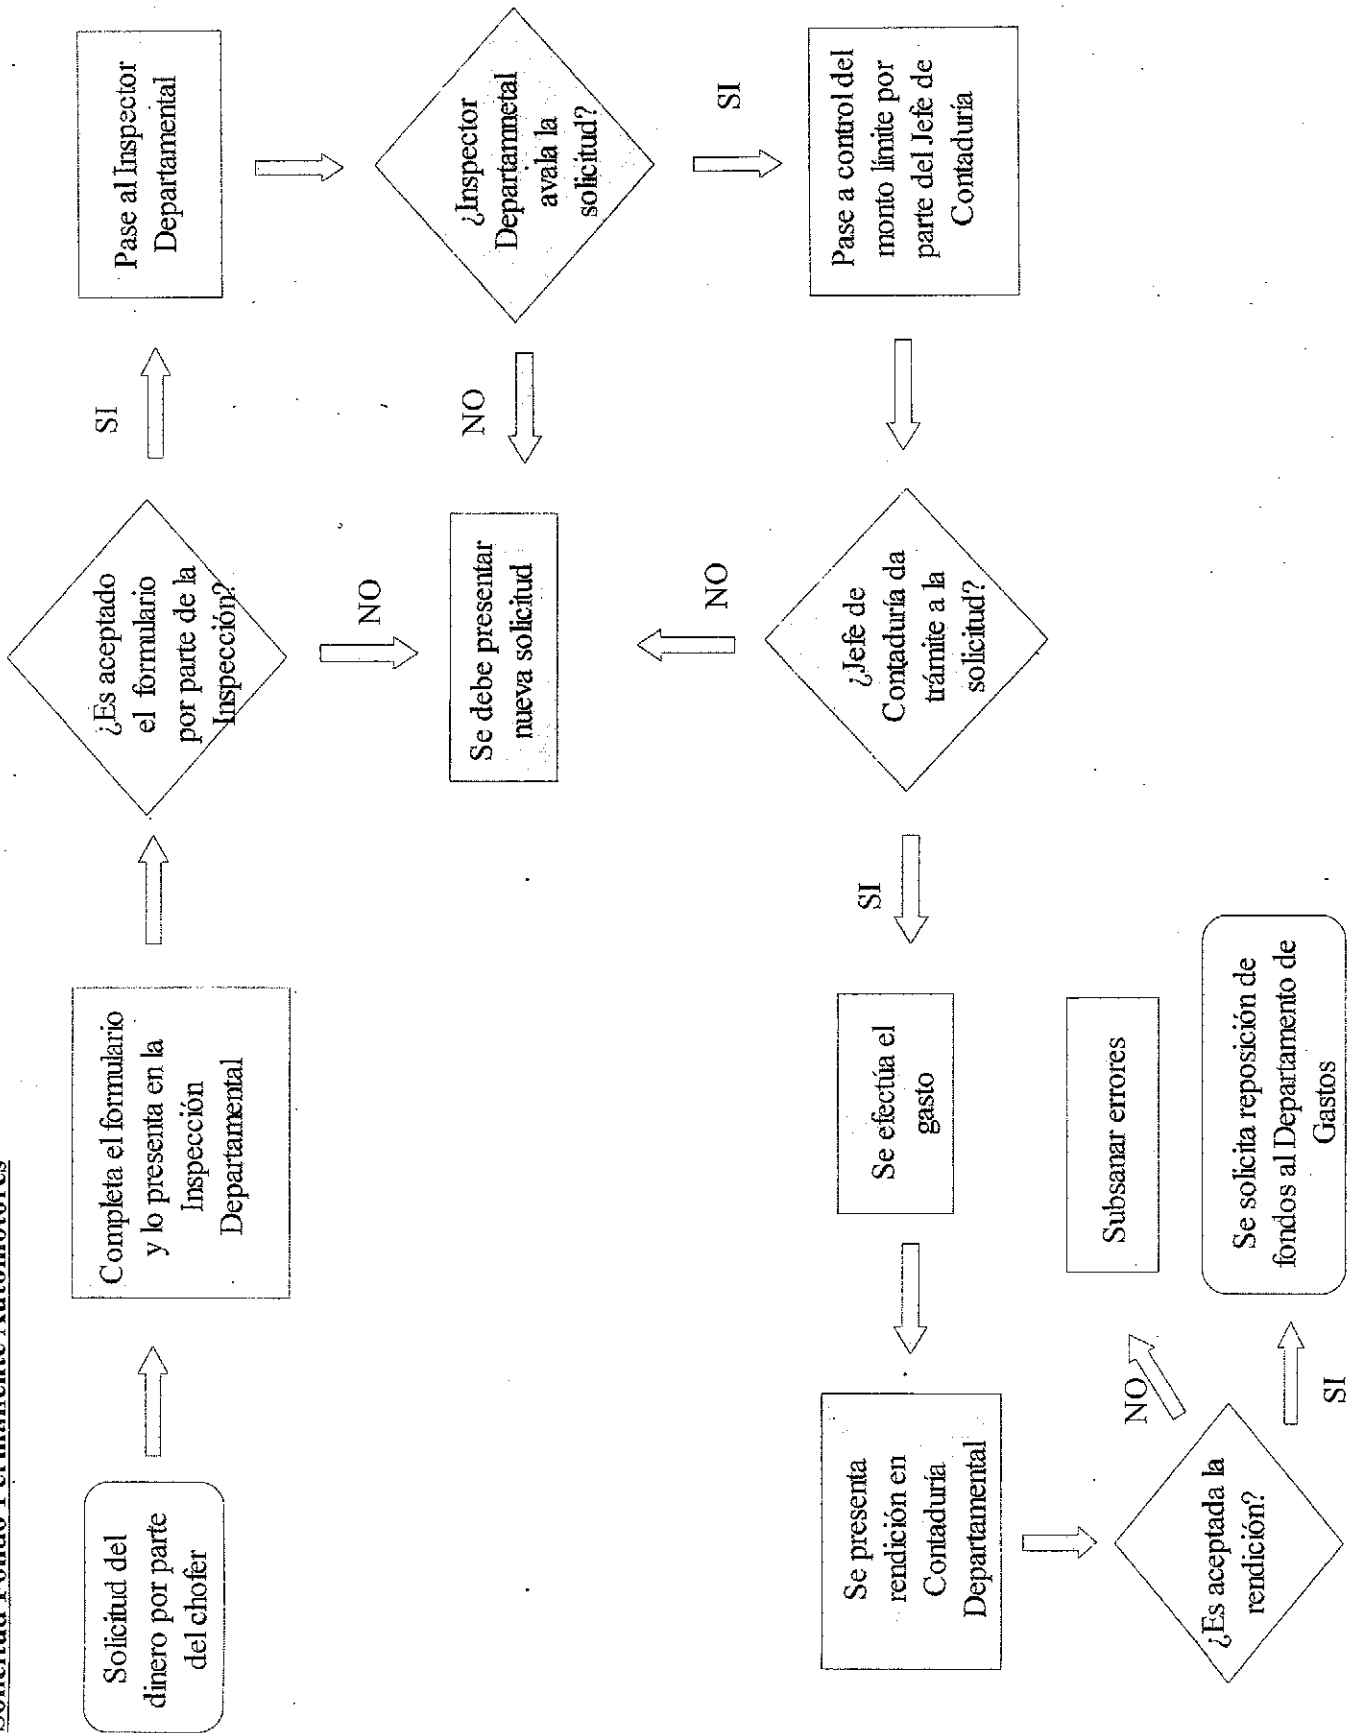 Solicitud Fondo Permanente Automotores
Solicitud del
dinero por parte
del chofer
Completa el formulario
y lo presenta en la
Inspección
Departamental
¿Es aceptado
el formulario
por parte de la
Inspección?
SI
Pase al Inspector
Departamental
NO
Se debe presentar
nueva solicitud
NO
¿Inspector
Departamnetal
avala la
solicitud?
SI
Pase a control del
monto límite por
parte del Jefe de
Contaduría
NO
¿Jefe de
Contaduría da
trámite a la
solicitud?
SI
Se efectúa el
gasto
Se presenta
rendición en
Contaduría
Departamental
¿Es aceptada la
rendición?
NO
Subsanar errores
SI
Se solicita reposición de
fondos al Departamento de
Gastos